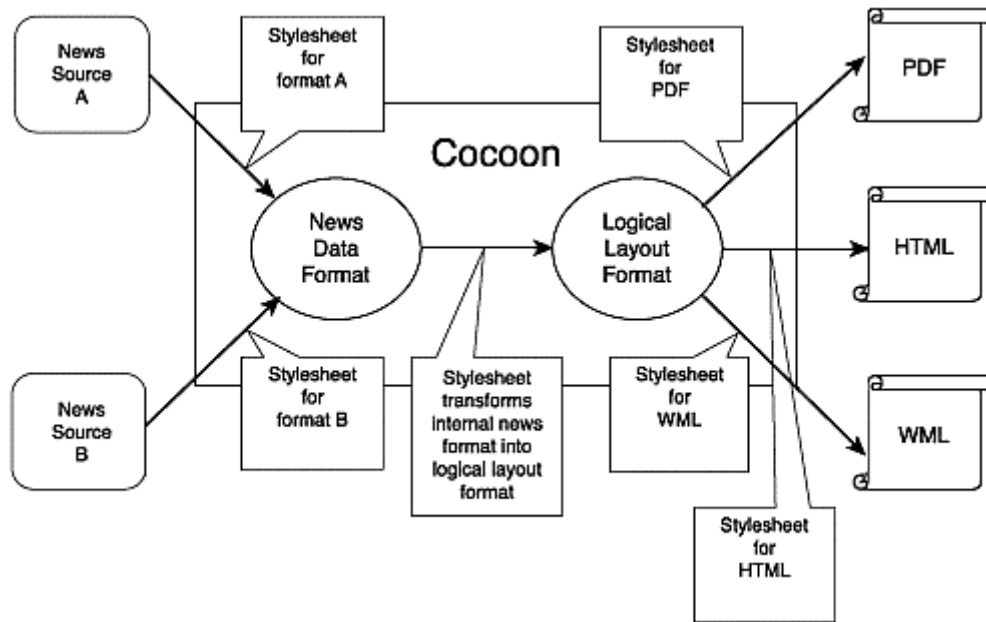 News
Source
A
Stylesheet
for
format A
Stylesheet
for
PDF
PDF
Cocoon
News
Data
Format
Logical
Layout
Format
HTML
News
Source
B
Stylesheet
for
format B
Stylesheet
transforms
internal news
format into
logical layout
format
Stylesheet
for
WML
WML
Stylesheet
for
HTML